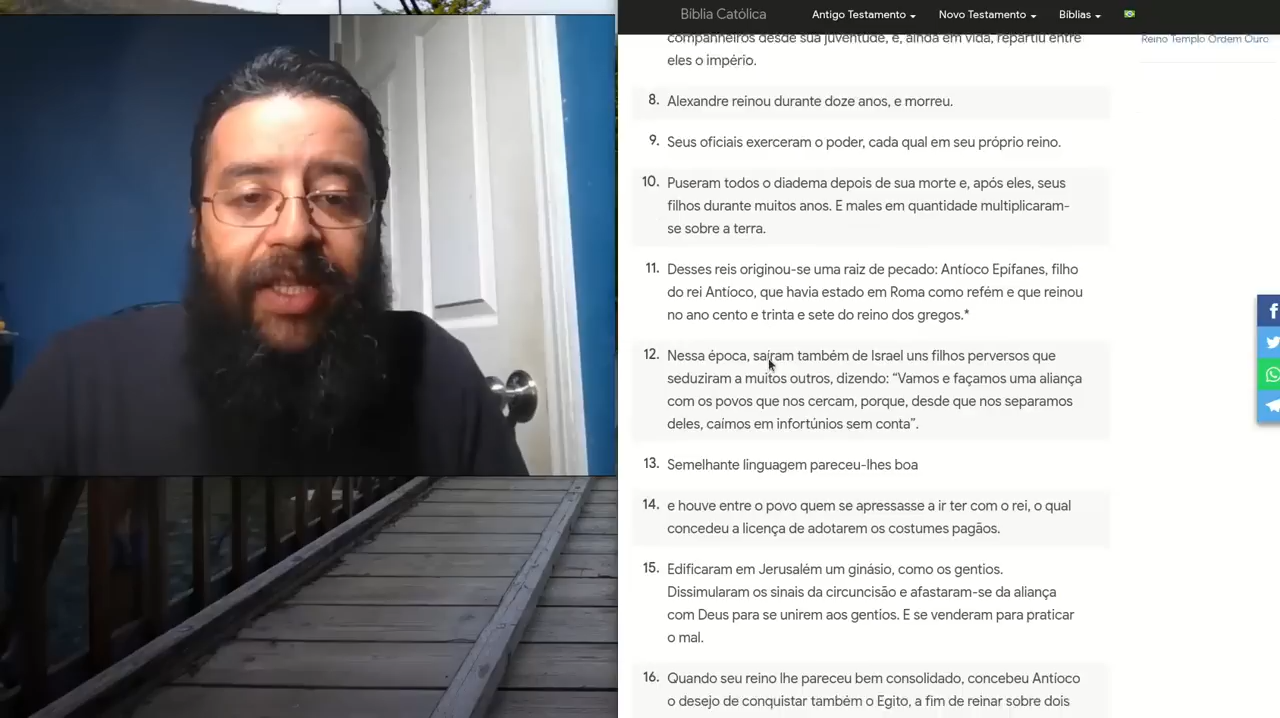 Bíblia Católica
Antigo Testamento
Novo Testamento
Bíblias
companheiros desde sua juventude, e, ainda em vida, repartiu entre
eles o império.
8. Alexandre reinou durante doze anos, e morreu.
9. Seus oficiais exerceram o poder, cada qual em seu próprio reino.
10. Puseram todos o diadema depois de sua morte e, após eles, seus
filhos durante muitos anos. E males em quantidade multiplicaram-
se sobre a terra.
11. Desses reis originou-se uma raiz de pecado: Antíoco Epífanes, filho
do rei Antíoco, que havia estado em Roma como refém e que reinou
no ano cento e trinta e sete do reino dos gregos.*
12. Nessa época, saíram também de Israel uns filhos perversos que
seduziram a muitos outros, dizendo: “Vamos e façamos uma aliança
com os povos que nos cercam, porque, desde que nos separamos
deles, caímos em infortúnios sem conta”.
13. Semelhante linguagem pareceu-lhes boa
14. e houve entre o povo quem se apressasse a ir ter com o rei, o qual
concedeu a licença de adotarem os costumes pagãos.
15. Edificaram em Jerusalém um ginásio, como os gentios.
Dissimularam os sinais da circuncisão e afastaram-se da aliança
com Deus para se unirem aos gentios. E se venderam para praticar
o mal.
16. Quando seu reino lhe pareceu bem consolidado, concebeu Antíoco
o desejo de conquistar também o Egito, a fim de reinar sobre dois
Reino Templo Ordem Ouro